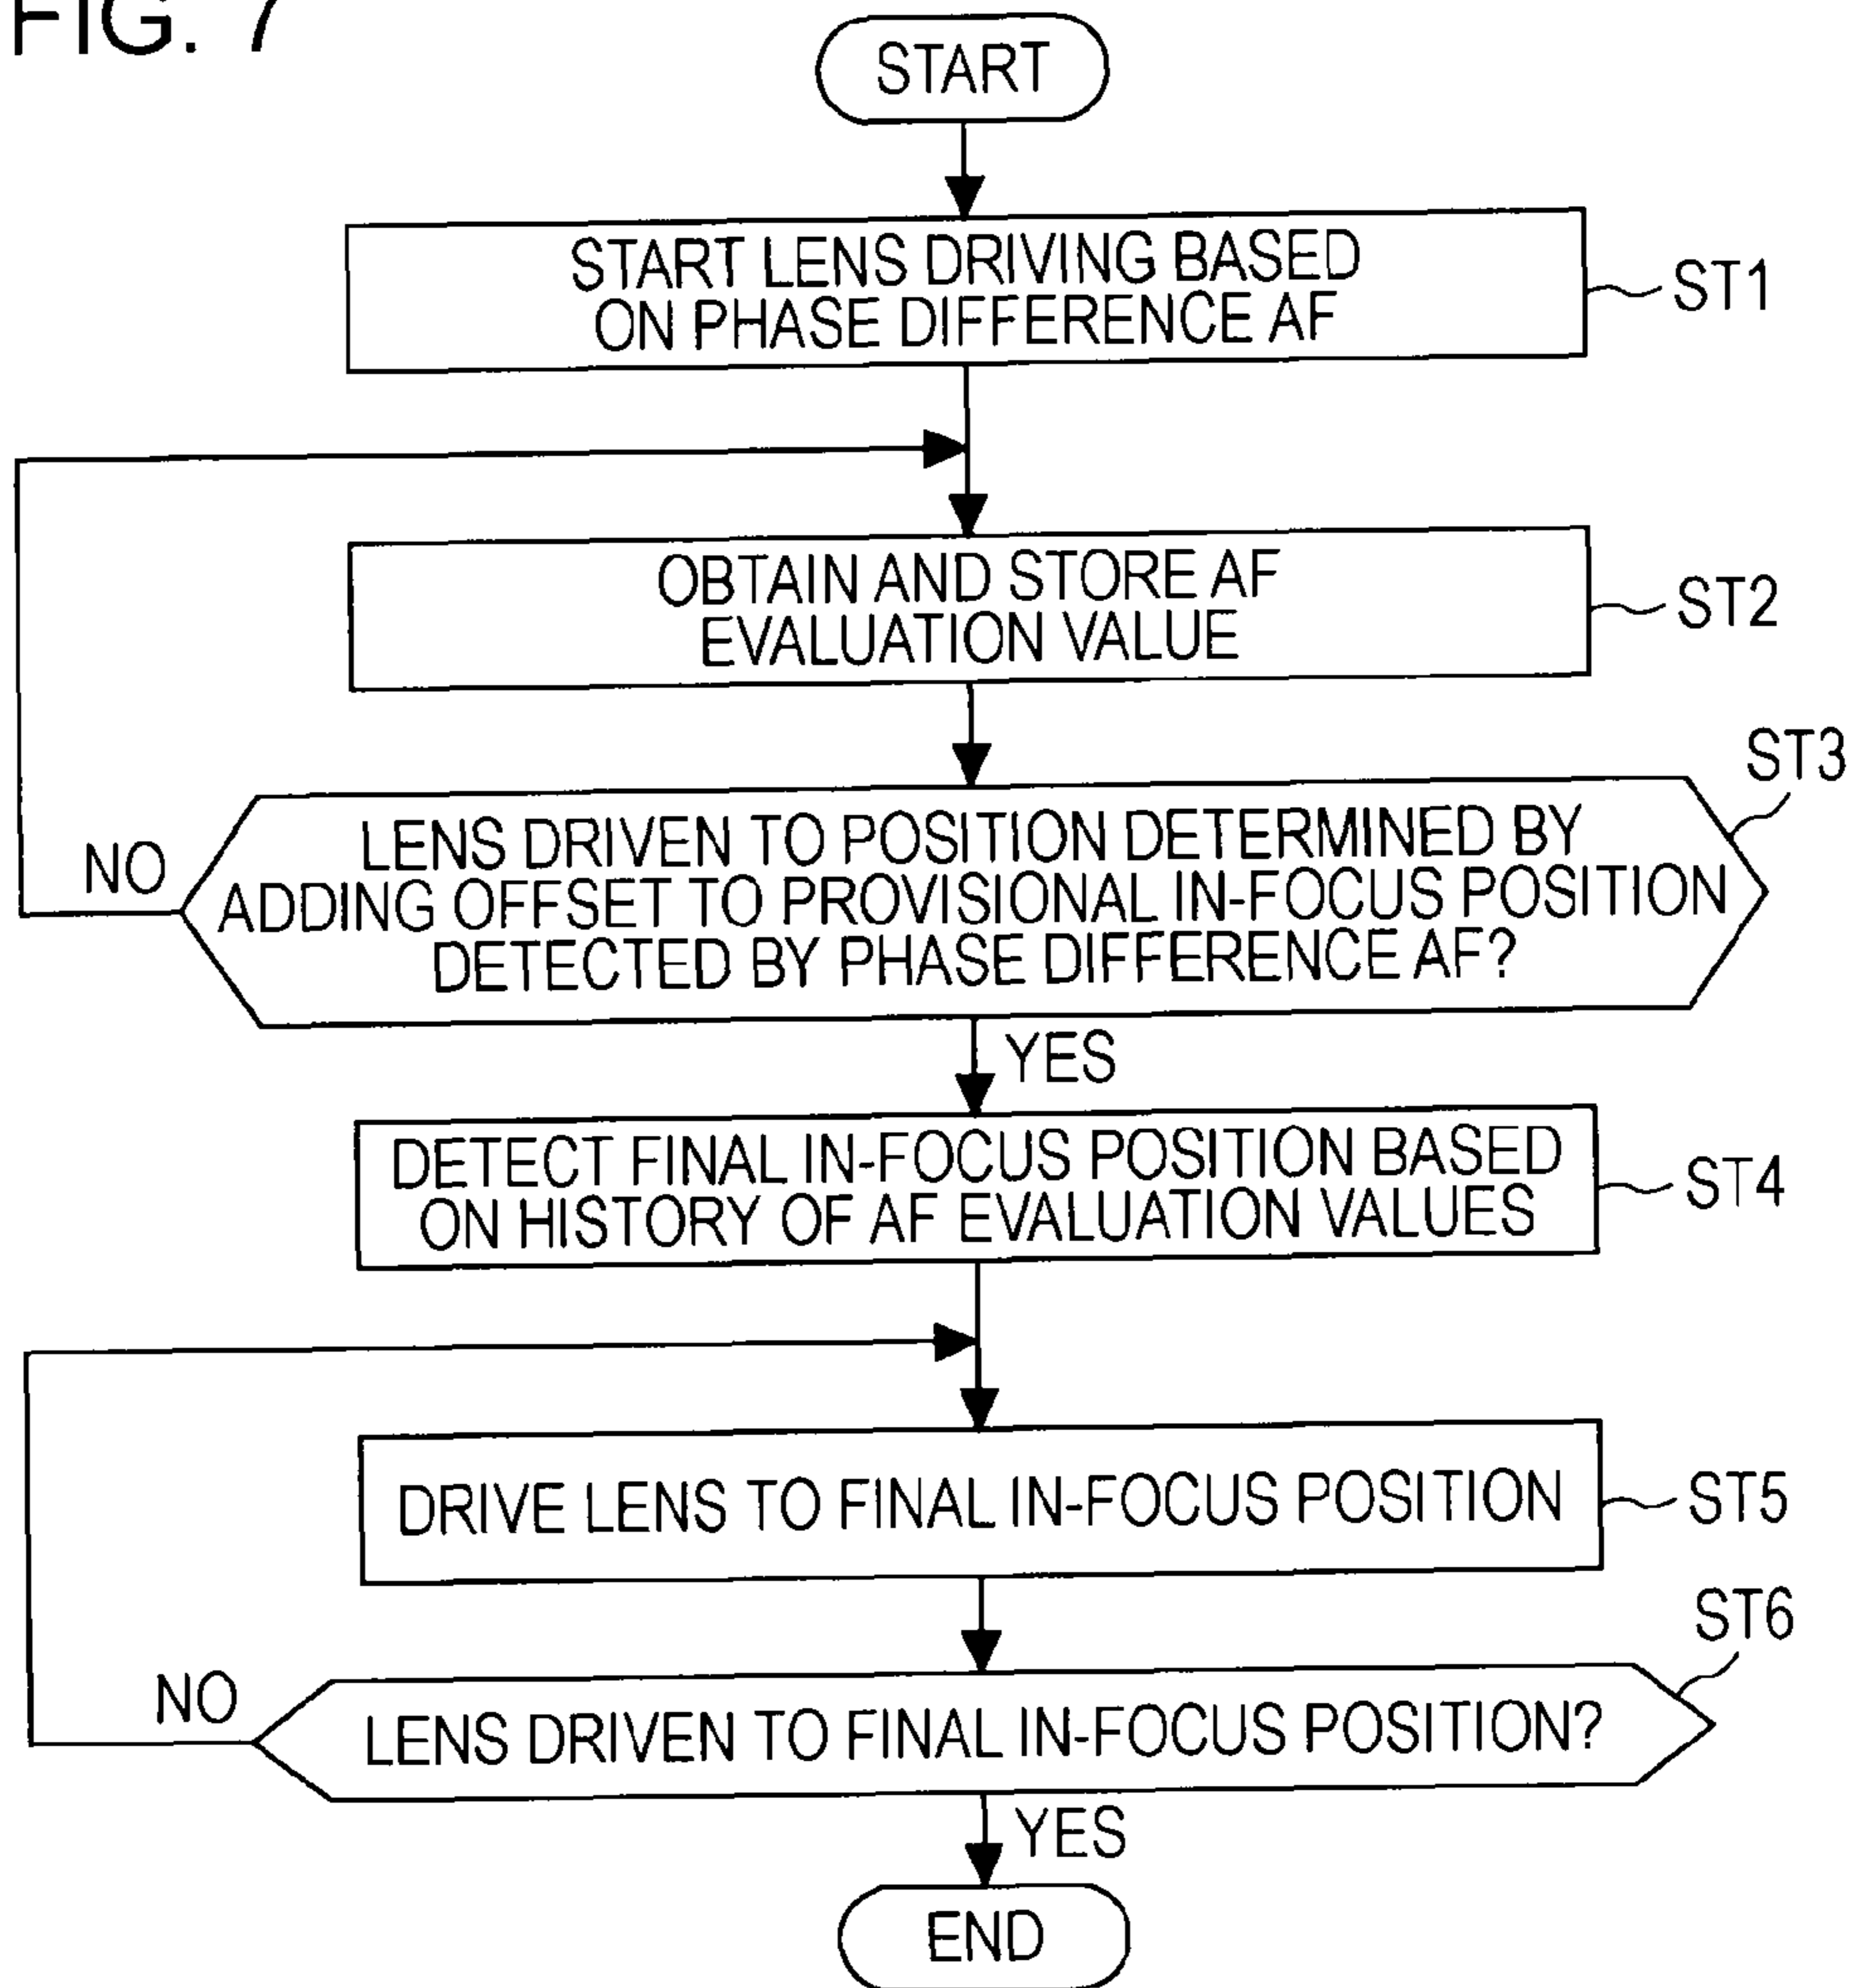 FIG. 7
START
START LENS DRIVING BASED
ON PHASE DIFFERENCE AF
ST1
OBTAIN AND STORE AF
EVALUATION VALUE
ST2
ST3
LENS DRIVEN TO POSITION DETERMINED BY
ADDING OFFSET TO PROVISIONAL IN-FOCUS POSITION
DETECTED BY PHASE DIFFERENCE AF?
NO
YES
DETECT FINAL IN-FOCUS POSITION BASED
ON HISTORY OF AF EVALUATION VALUES
ST4
DRIVE LENS TO FINAL IN-FOCUS POSITION
ST5
ST6
NO
LENS DRIVEN TO FINAL IN-FOCUS POSITION?
YES
END